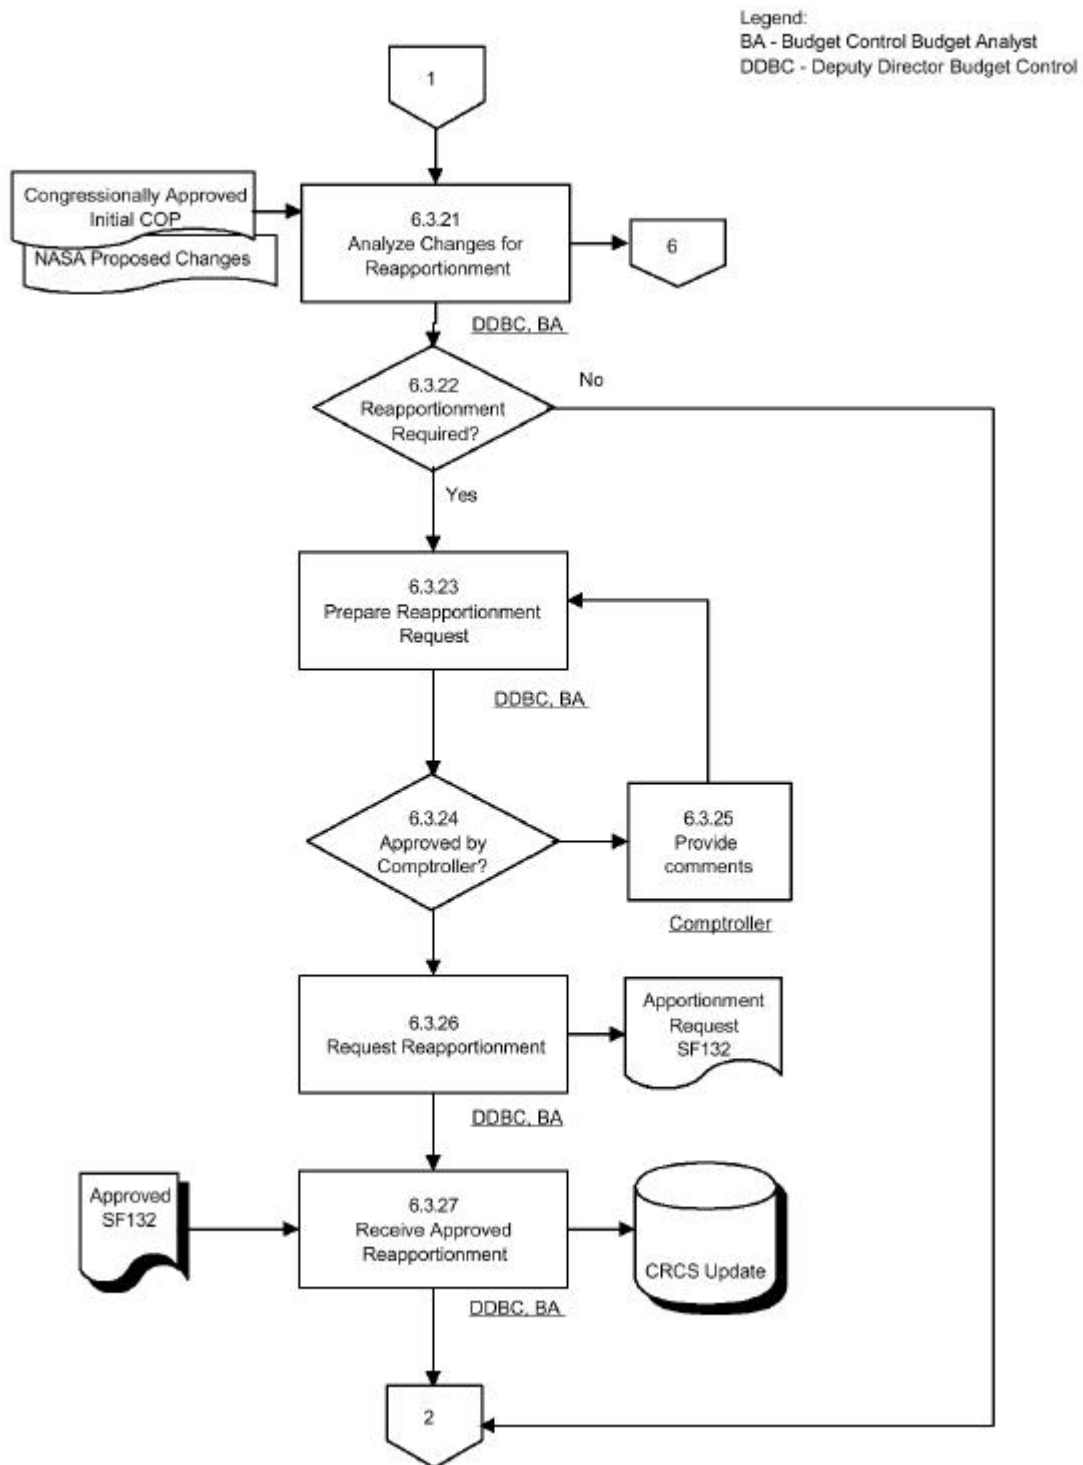 Legend:
BA - Budget Control Budget Analyst
DDBC - Deputy Director Budget Control
1
Congressionally Approved
Initial COP
NASA Proposed Changes
6.3.21
Analyze Changes for
Reapportionment
6
DDBC, BA
6.3.22
Reapportionment
Required?
No
Yes
6.3.23
Prepare Reapportionment
Request
DDBC, BA
6.3.24
Approved by
Comptroller?
6.3.25
Provide
comments
Comptroller
6.3.26
Request Reapportionment
Apportionment
Request
SF132
DDBC, BA
Approved
SF132
6.3.27
Receive Approved
Reapportionment
CRCS Update
DDBC, BA
2